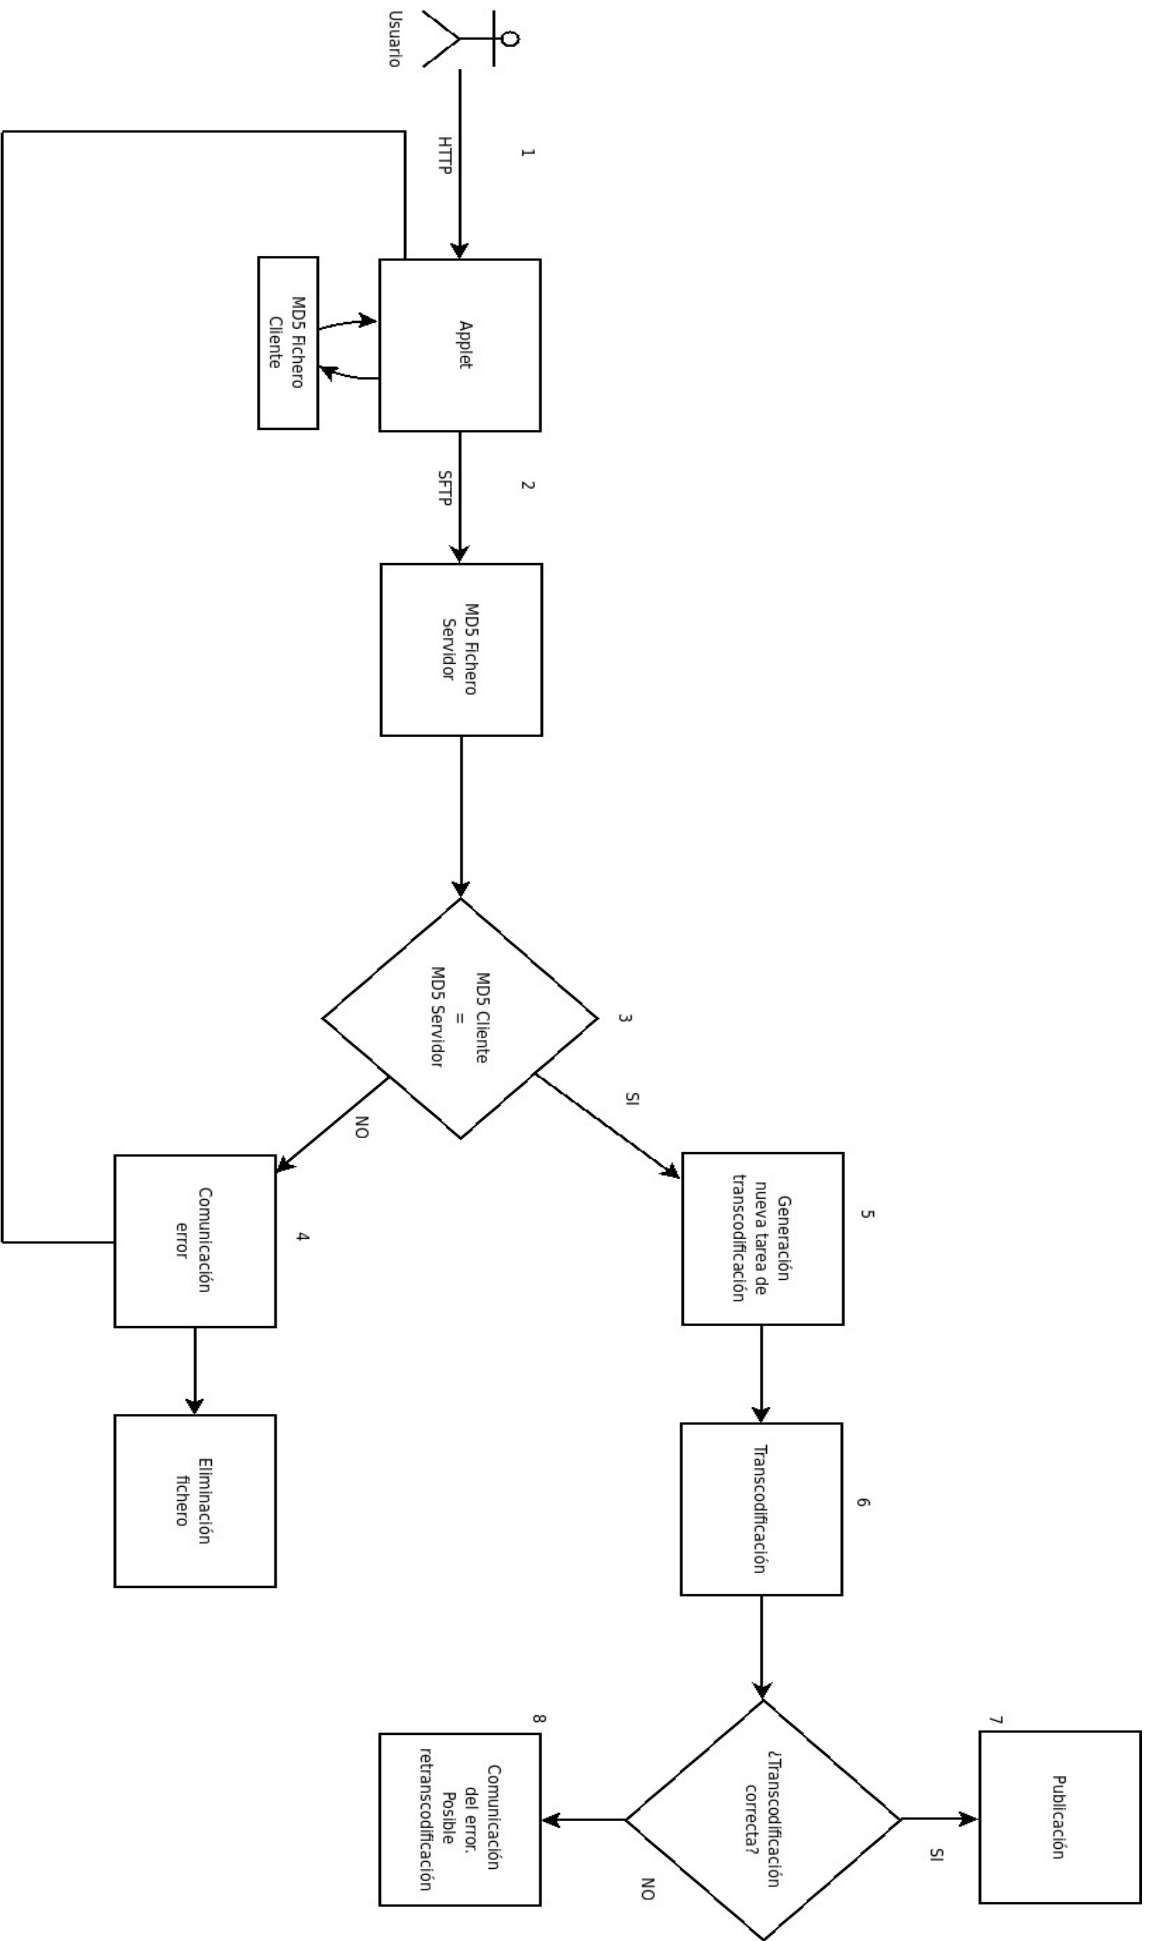 Usuario
1
HTTP
Applet
MD5 Fichero
Cliente
2
SFTP
MD5 Fichero
Servidor
3
MD5 Cliente
=
MD5 Servidor
SI
NO
5
Generación
nueva tarea de
transcodificación
4
Comunicación
error
Eliminación
fichero
6
Transcodificación
¿Transcodificación
correcta?
SI
NO
7
Publicación
8
Comunicación
del error.
Posible
retranscodificación